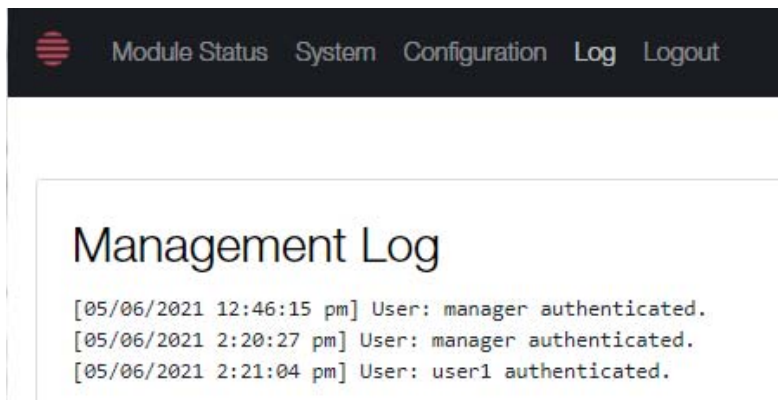 Module Status System Configuration Log Logout
Management Log
[05/06/2021 12:46:15 pm] User: manager authenticated.
[05/06/2021 2:20:27 pm] User: manager authenticated.
[05/06/2021 2:21:04 pm] User: user1 authenticated.